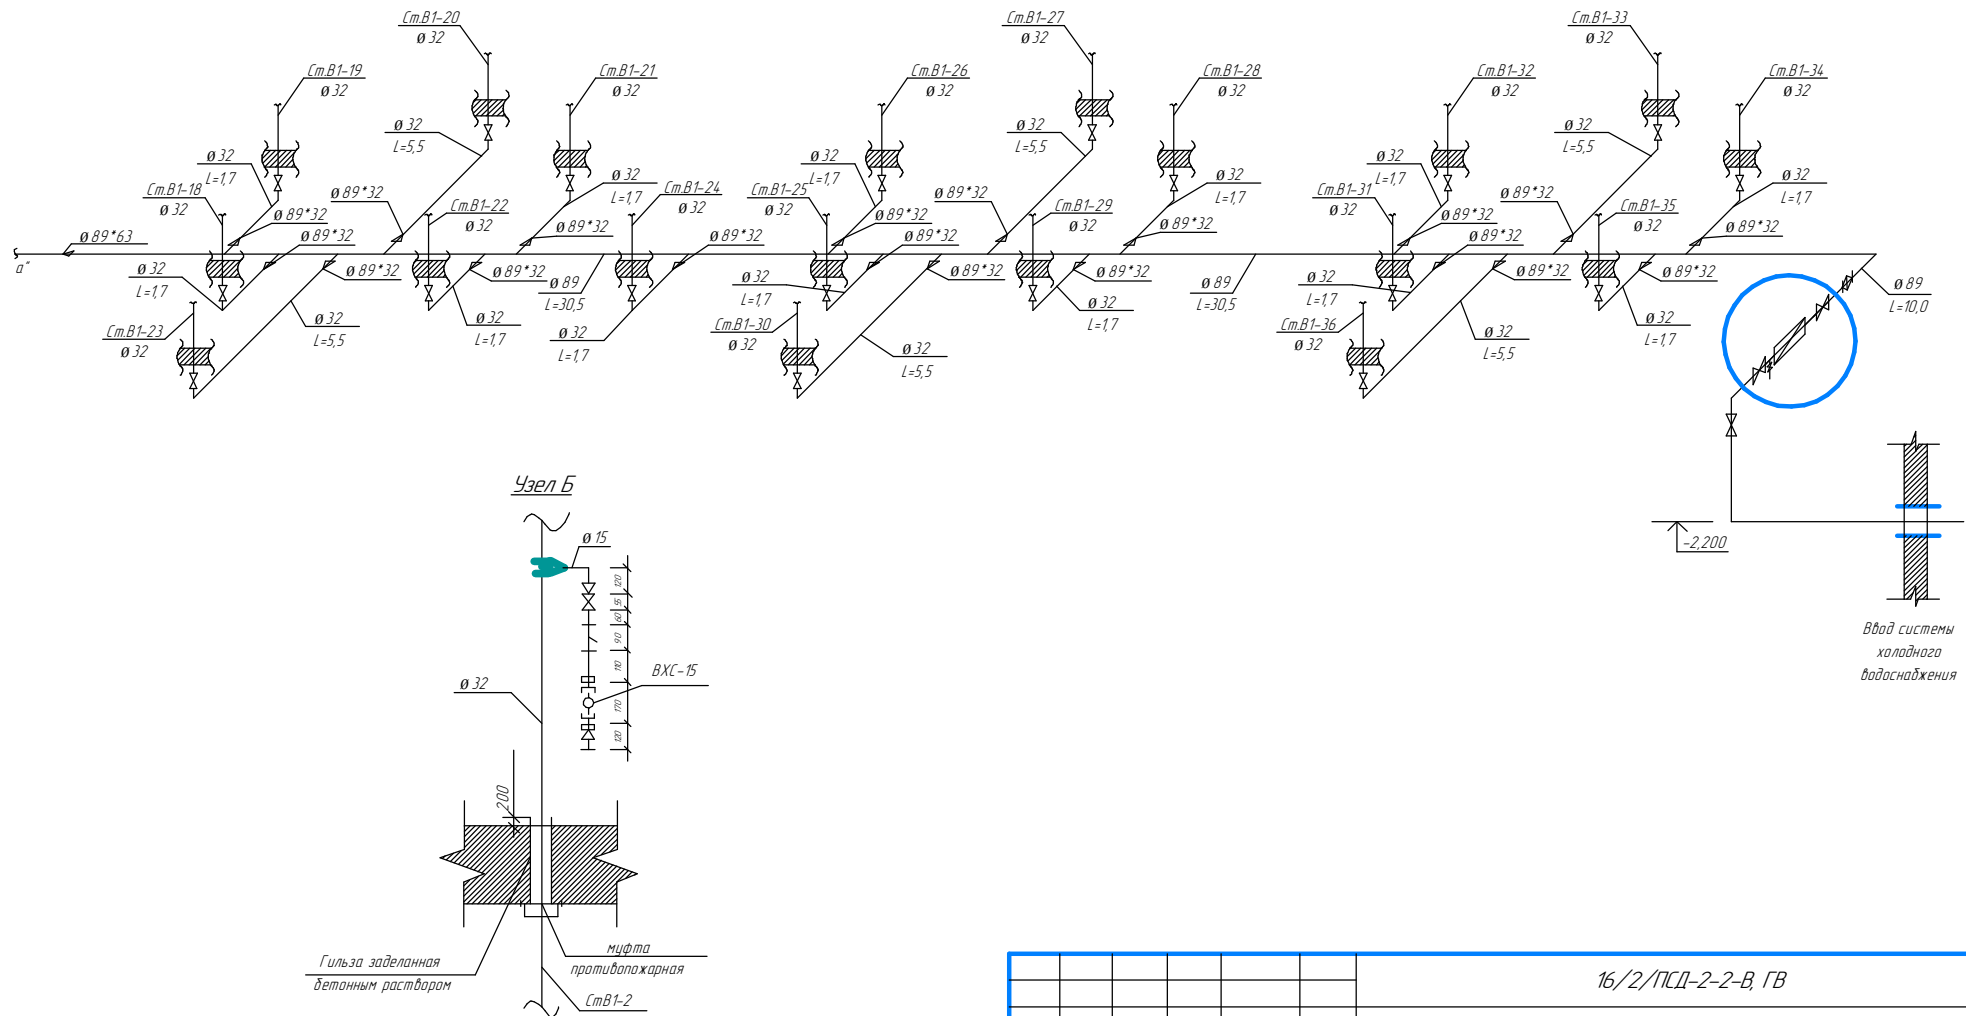 Ст.В1-20
Ø 32
Ст.В1-27
Ø 32
Ст.В1-33
Ø 32
Ст.В1-19
Ø 32
Ст.В1-21
Ø 32
Ст.В1-26
Ø 32
Ст.В1-28
Ø 32
Ст.В1-32
Ø 32
Ст.В1-34
Ø 32
Ø 32
L=5,5
Ø 32
L=5,5
Ø 32
L=5,5
Ø 32
L=1,7
Ø 32
L=1,7
Ø 32
L=1,7
Ø 32
L=1,7
Ø 32
L=1,7
Ø 32
L=1,7
Ст.В1-18
Ø 32
Ø 89*32
Ø 89*32
Ст.В1-22
Ø 32
Ø 89*32
Ст.В1-24
Ø 32
Ст.В1-25
Ø 32
Ø 89*32
Ø 89*32
Ст.В1-29
Ø 32
Ø 89*32
Ст.В1-31
Ø 32
Ø 89*32
Ø 89*32
Ст.В1-35
Ø 32
Ø 89*32
Ø 89*63
а"
Ø 89*32
Ø 89*32
Ø 89*32
Ø 89*32
Ø 32
L=1,7
Ø 89*32
Ø 89*32
Ø 89
L=30,5
Ø 32
L=1,7
Ø 89*32
Ø 89*32
Ø 89
L=30,5
Ø 32
L=1,7
Ø 89*32
Ø 89*32
Ø 89
L=10,0
Ст.В1-23
Ø 32
Ø 32
L=5,5
Ø 32
L=1,7
Ø 32
L=1,7
Ст.В1-30
Ø 32
Ø 32
L=5,5
Ø 32
L=1,7
Ст.В1-36
Ø 32
Ø 32
L=5,5
Ø 32
L=1,7
Узел Б
Ø 15
120
95
60
90
110
170
120
ВХС-15
Ø 32
200
-2,200
Ввод системы
холодного
водоснабжения
Гильза заделанная
бетонным раствором
муфта
противопожарная
СтВ1-2
16/2/ПСД-2-2-В, ГВ